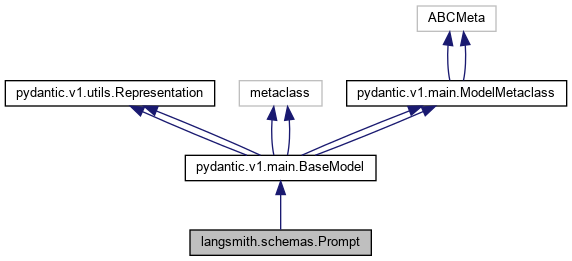 ABCMeta
pydantic.v1.utils.Representation
metaclass
pydantic.v1.main.ModelMetaclass
pydantic.v1.main.BaseModel
langsmith.schemas.Prompt